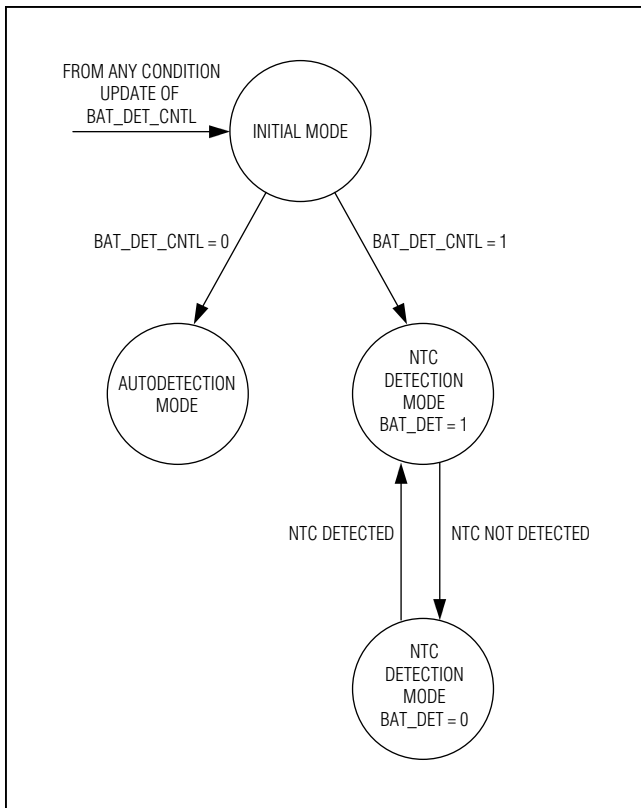 FROM ANY CONDITION
UPDATE OF
BAT_DET_CNTL
INITIAL MODE
BAT_DET_CNTL = 0
BAT_DET_CNTL = 1
AUTODETECTION
MODE
NTC
DETECTION
MODE
BAT_DET = 1
NTC DETECTED
NTC NOT DETECTED
NTC
DETECTION
MODE
BAT_DET = 0